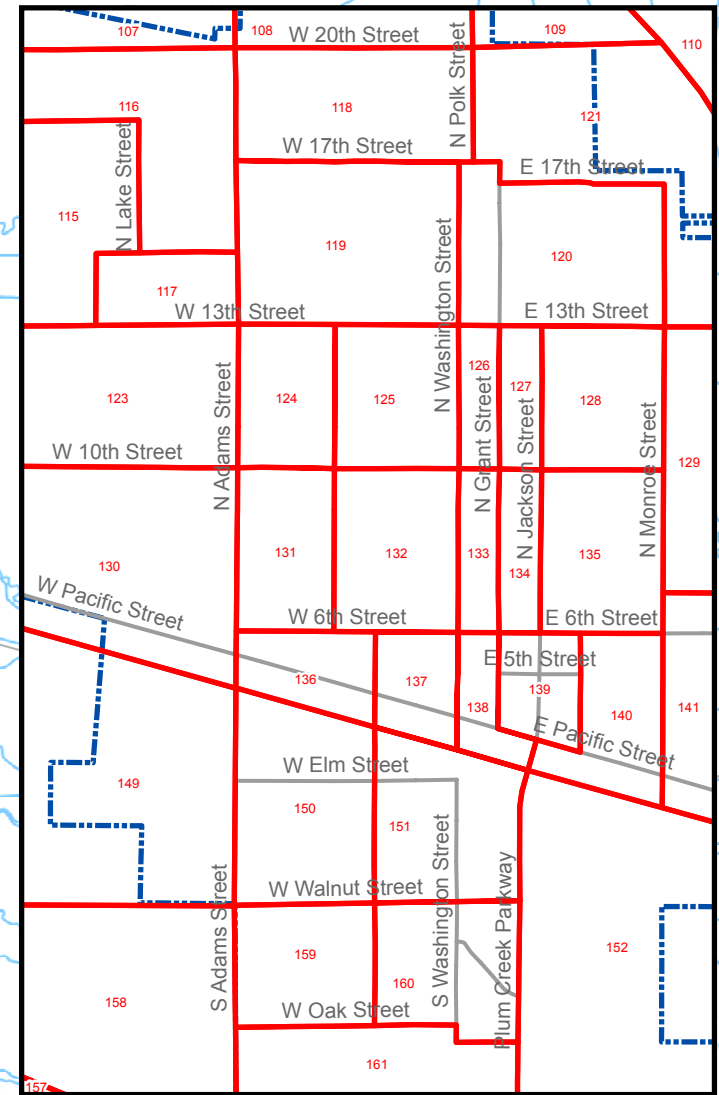 107
108
W 20th Street
109
110
116
118
N Polk Street
121
W 17th Street
E 17th Street
N Lake Street
115
119
120
117
W 13th Street
E 13th Street
N Washington Street
123
N Adams Street
124
125
126
N Grant Street
127
N Jackson Street
128
N Monroe Street
129
W 10th Street
130
131
132
133
134
135
W Pacific Street
W 6th Street
E 6th Street
E 5th Street
136
137
138
139
140
141
E Pacific Street
149
W Elm Street
150
151
S Washington Street
Plum Creek Parkway
S Adams Street
W Walnut Street
152
158
159
160
W Oak Street
161
157